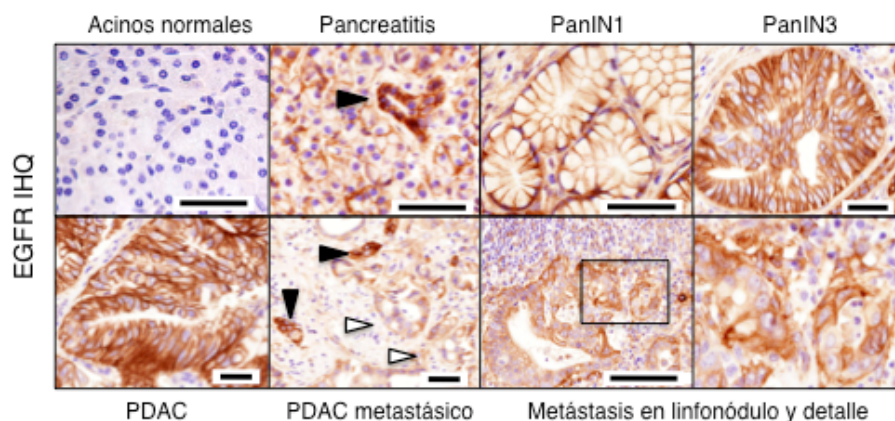 Acinos normales
Pancreatitis
PanIN1
PanIN3
EGFR IHQ
PDAC
PDAC metastásico
Metástasis en linfonódulo y detalle